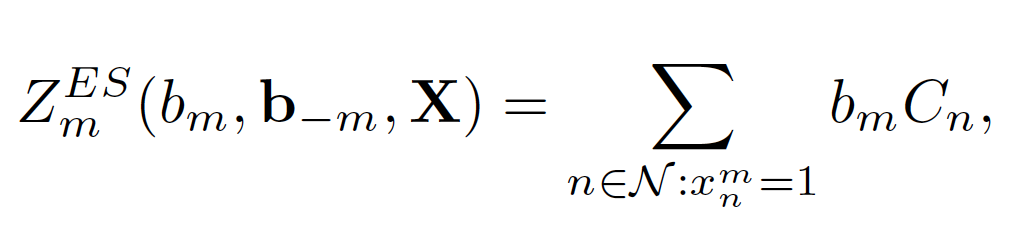 $Z_m^{ES}(b_m, \mathbf{b}_{-m}, \mathbf{X}) = \sum_{n \in \mathcal{N}: x_n^m = 1} b_m C_n,$